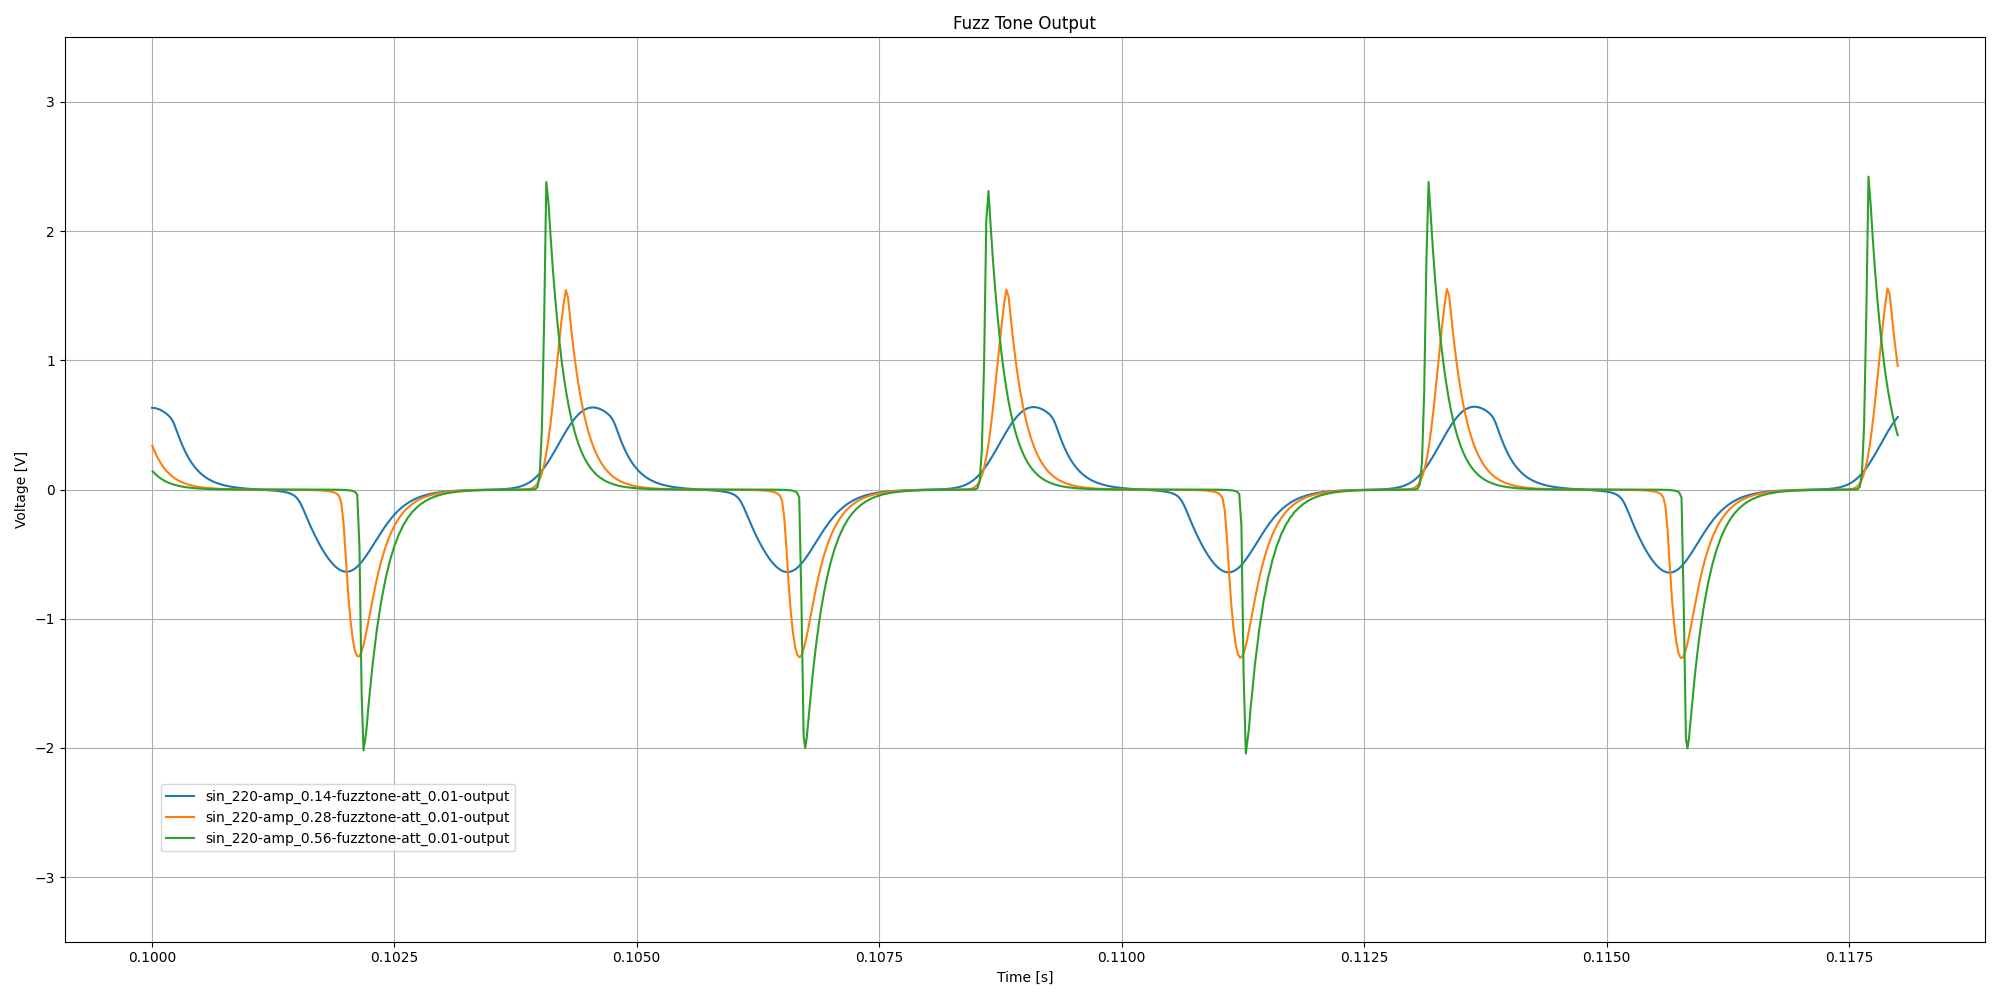 Fuzz Tone Output
Voltage [V]
3
2
1
0
−1
−2
−3
sin_220-amp_0.14-fuzztone-att_0.01-output
sin_220-amp_0.28-fuzztone-att_0.01-output
sin_220-amp_0.56-fuzztone-att_0.01-output
0.1000 0.1025 0.1050 0.1075 0.1100 0.1125 0.1150 0.1175
Time [s]